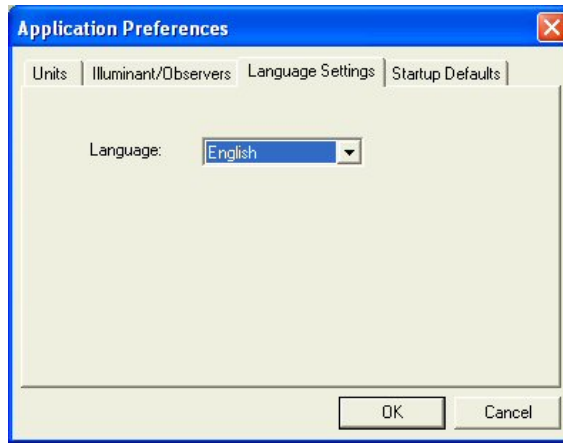 Application Preferences
Units Illuminant/Observers Language Settings Startup Defaults
Language: English
OK Cancel